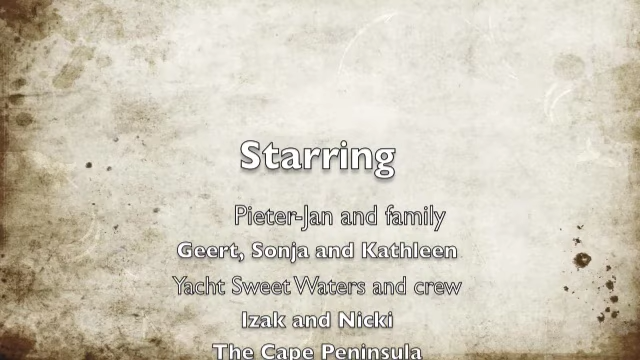 Starring
Pieter-Jan and family
Geert, Sonja and Kathleen
Yacht Sweet Waters and crew
Izak and Nicki
The Cape Peninsula